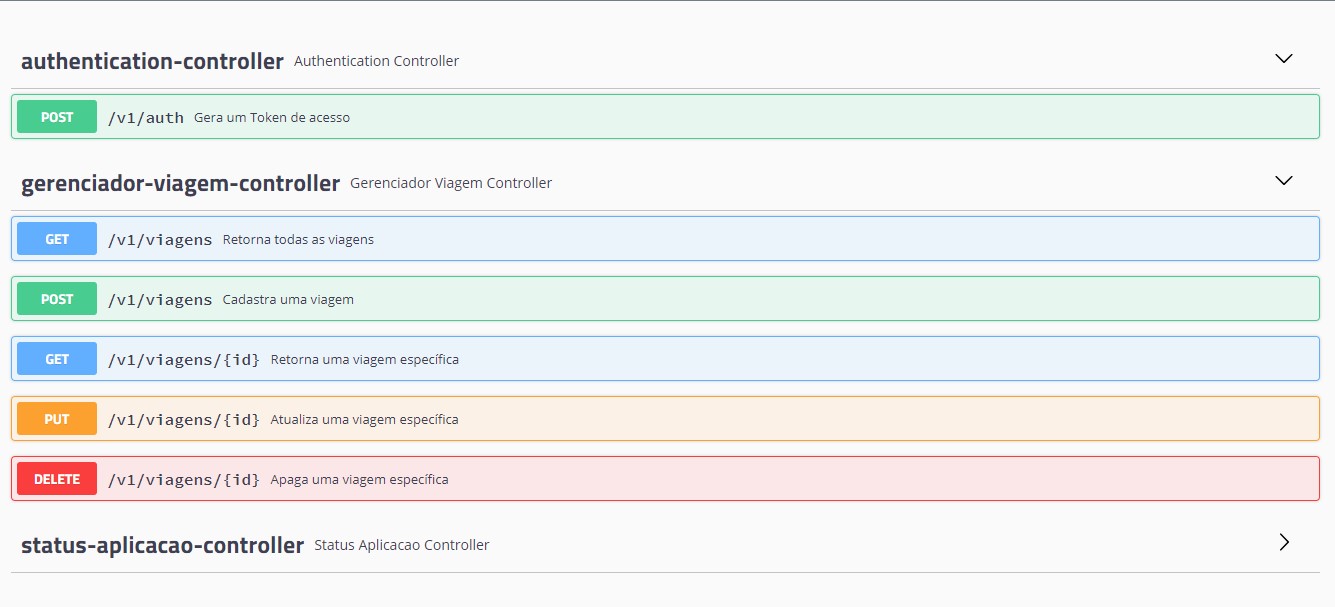 authentication-controller Authentication Controller
POST /v1/auth Gera um Token de acesso
gerenciador-viagem-controller Gerenciador Viagem Controller
GET /v1/viagens Retorna todas as viagens
POST /v1/viagens Cadastra uma viagem
GET /v1/viagens/{id} Retorna uma viagem específica
PUT /v1/viagens/{id} Atualiza uma viagem específica
DELETE /v1/viagens/{id} Apaga uma viagem específica
status-aplicacao-controller Status Aplicacao Controller